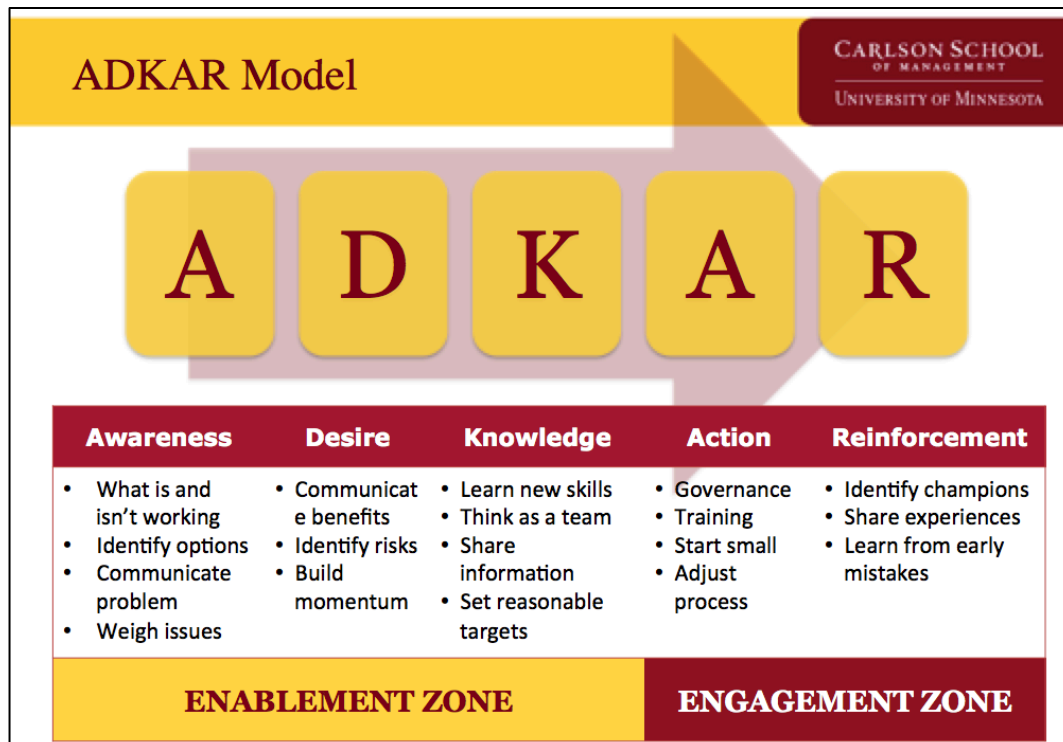 ADKAR Model
CARLSON SCHOOL
OF MANAGEMENT
UNIVERSITY OF MINNESOTA
A D K A R
Awareness
• What is and
isn't working
• Identify options
• Communicate
problem
• Weigh issues
Desire
• Communicat
e benefits
• Identify risks
• Build
momentum
Knowledge
• Learn new skills
• Think as a team
• Share
information
• Set reasonable
targets
Action
• Governance
• Training
• Start small
• Adjust
process
Reinforcement
• Identify champions
• Share experiences
• Learn from early
mistakes
ENABLEMENT ZONE
ENGAGEMENT ZONE